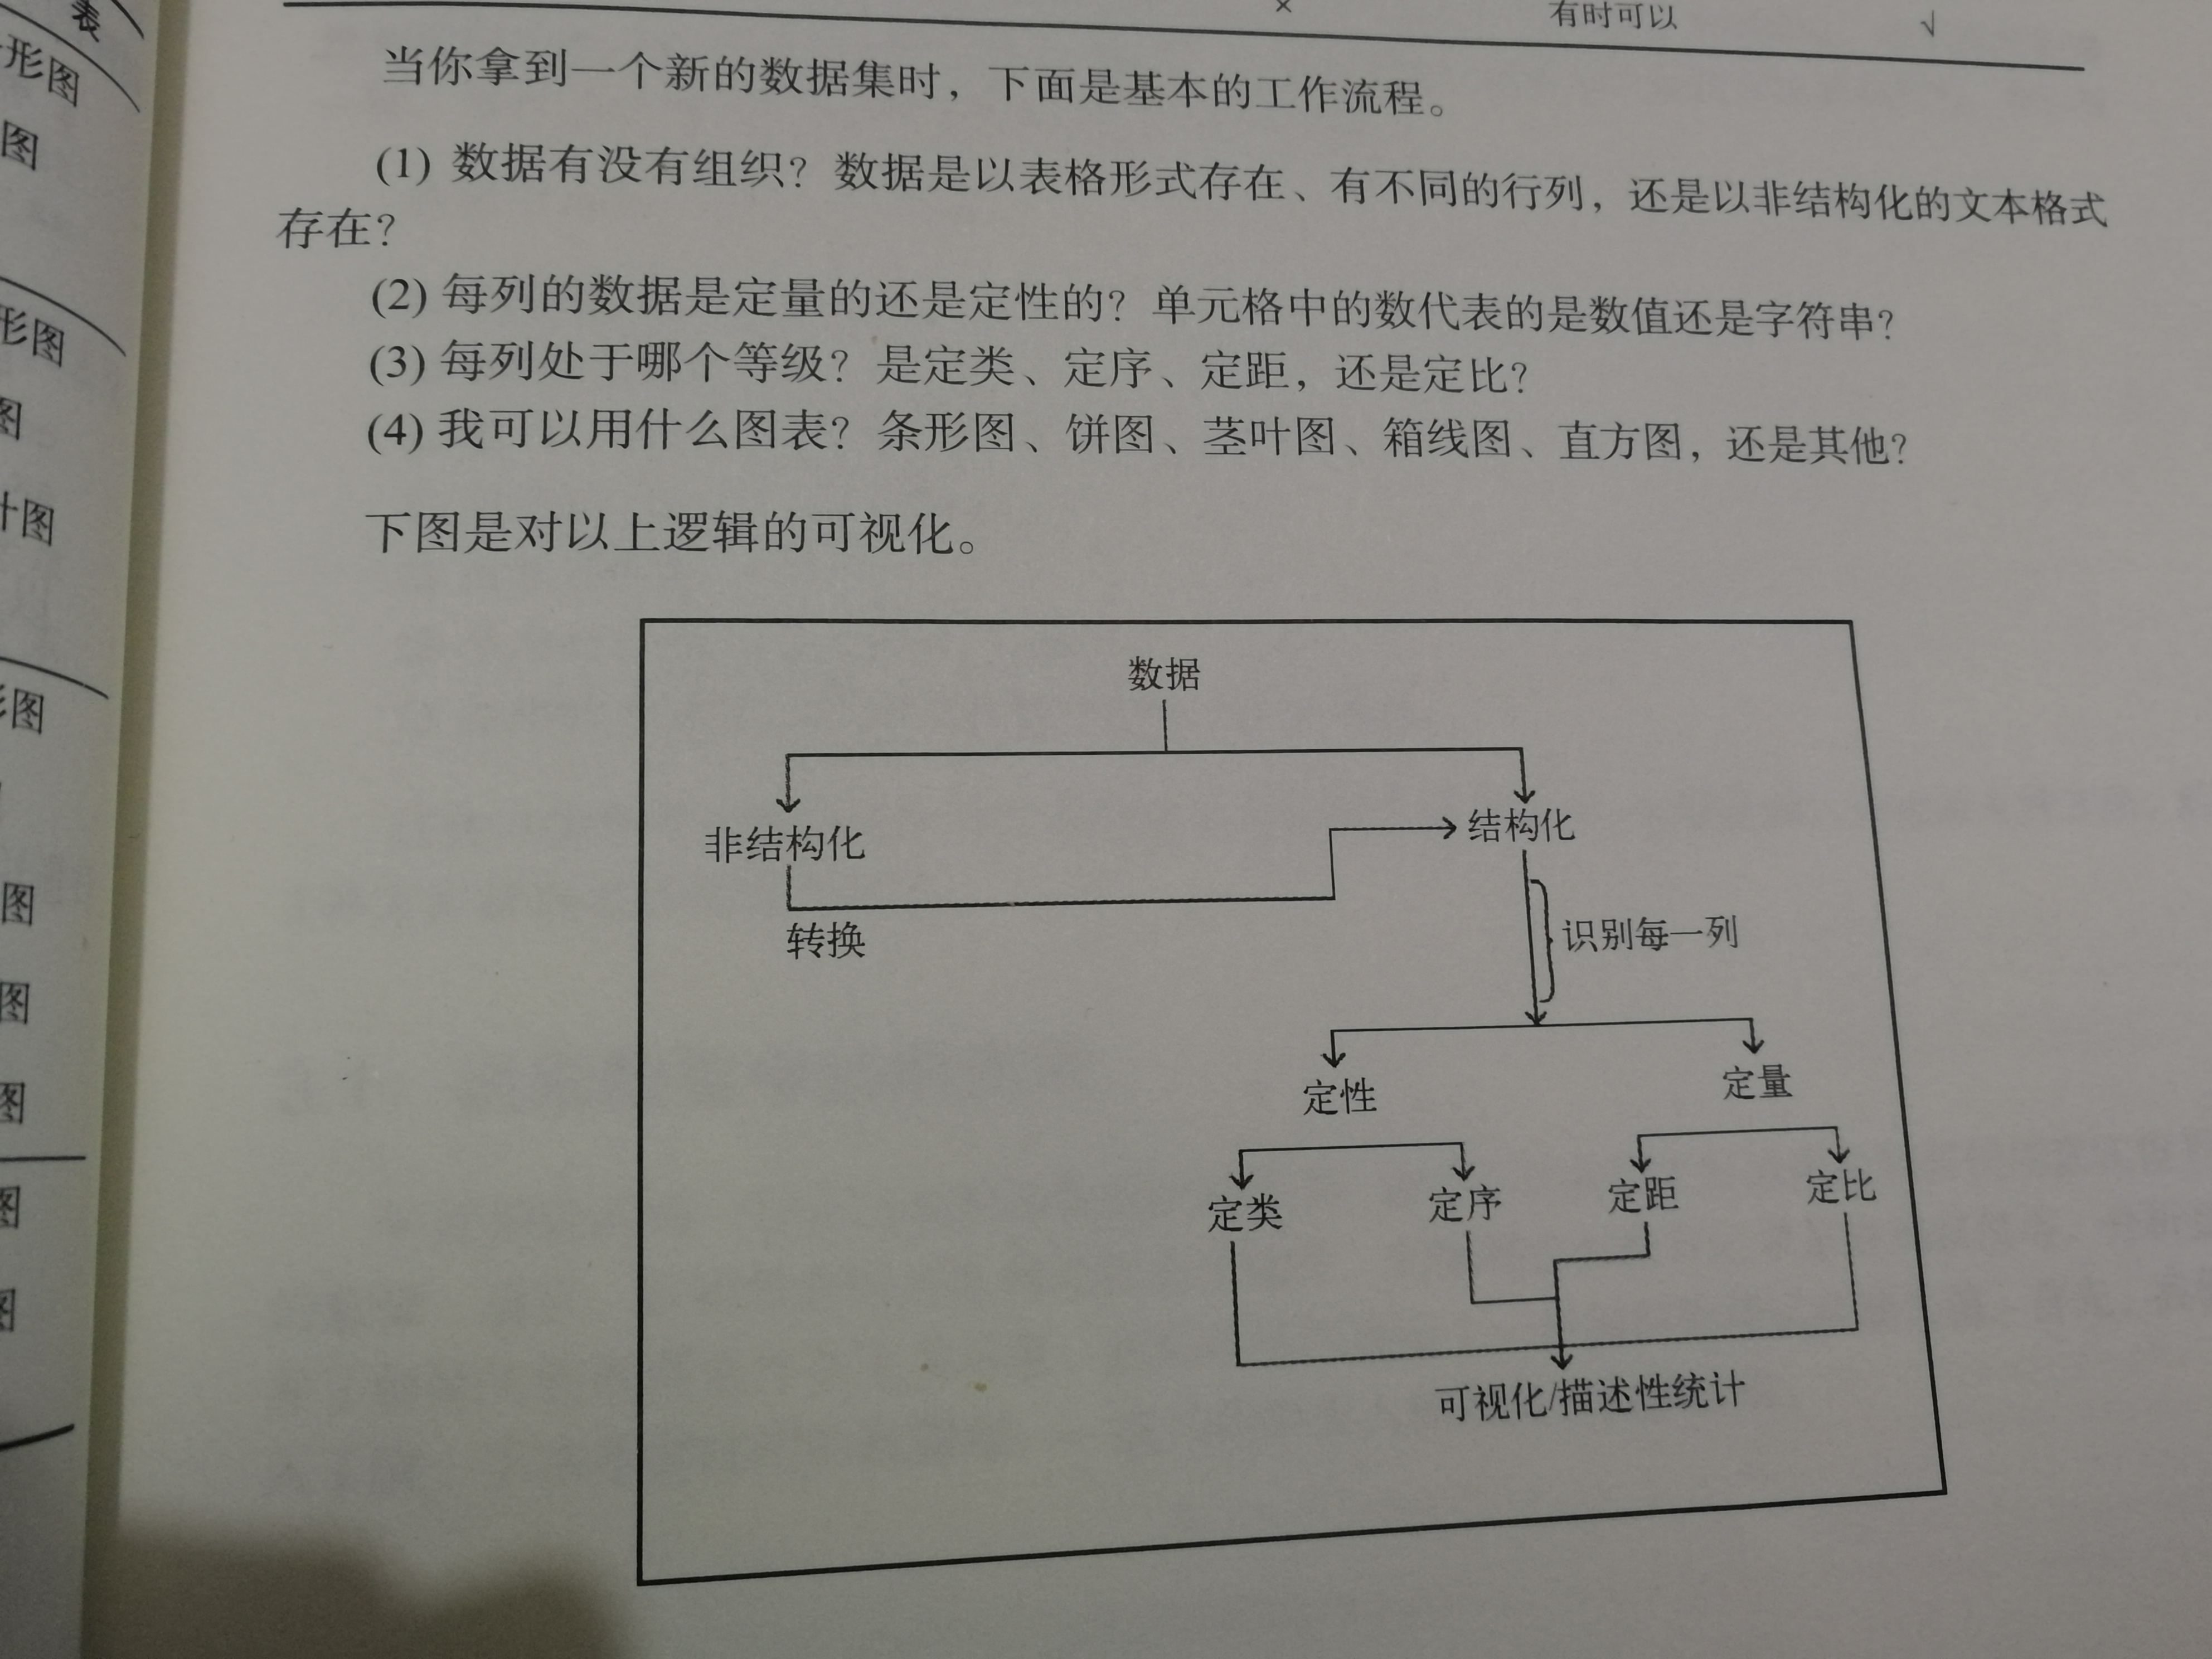 表
形图
图
形图
图
叶图
形图
图
图
图
图
图
× 有时可以 √
当你拿到一个新的数据集时，下面是基本的工作流程。
(1) 数据有没有组织？数据是以表格形式存在、有不同的行列，还是以非结构化的文本格式
存在？
(2) 每列的数据是定量的还是定性的？单元格中的数代表的是数值还是字符串？
(3) 每列处于哪个等级？是定类、定序、定距，还是定比？
(4) 我可以用什么图表？条形图、饼图、茎叶图、箱线图、直方图，还是其他？
下图是对以上逻辑的可视化。
数据
非结构化 结构化
转换 识别每一列
定性 定量
定类 定序 定距 定比
可视化/描述性统计